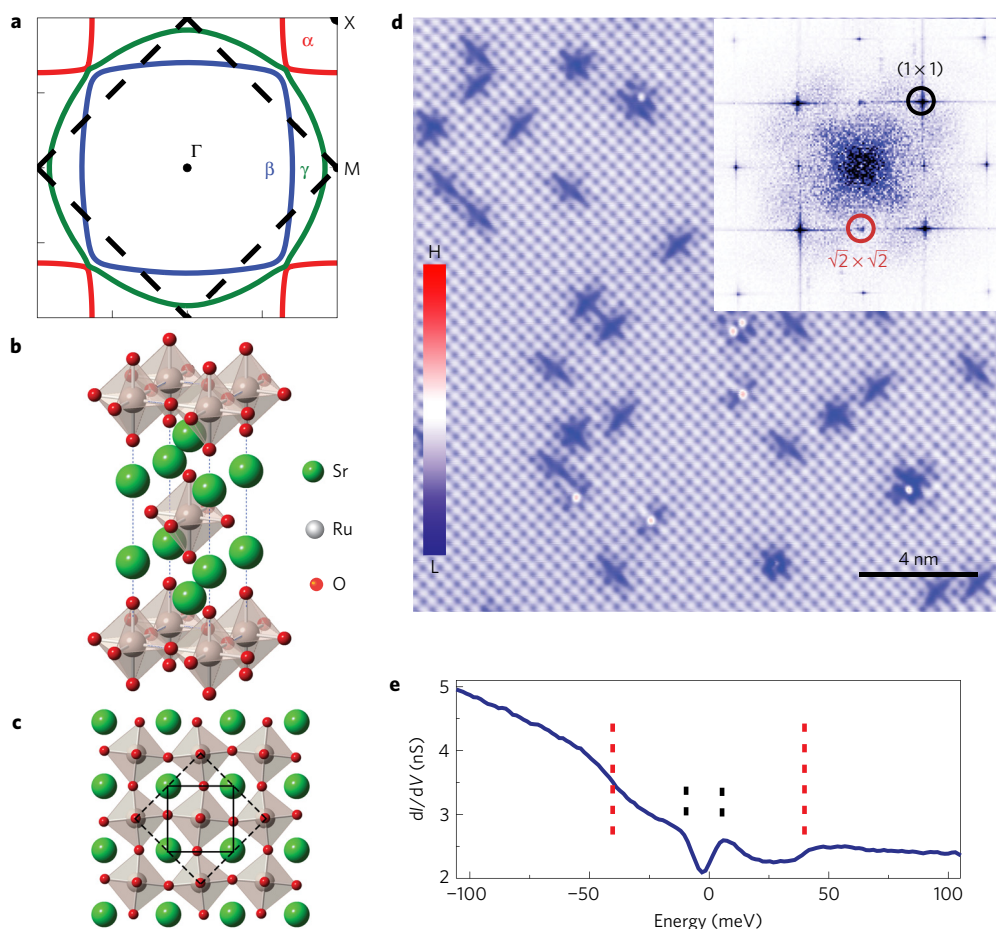 a
X
α
Γ
β
γ
M
b
Sr
Ru
O
c
d
(1 × 1)
√2 × √2
H
L
4 nm
e
5
4
3
2
dI/dV (nS)
−100
−50
0
50
100
Energy (meV)